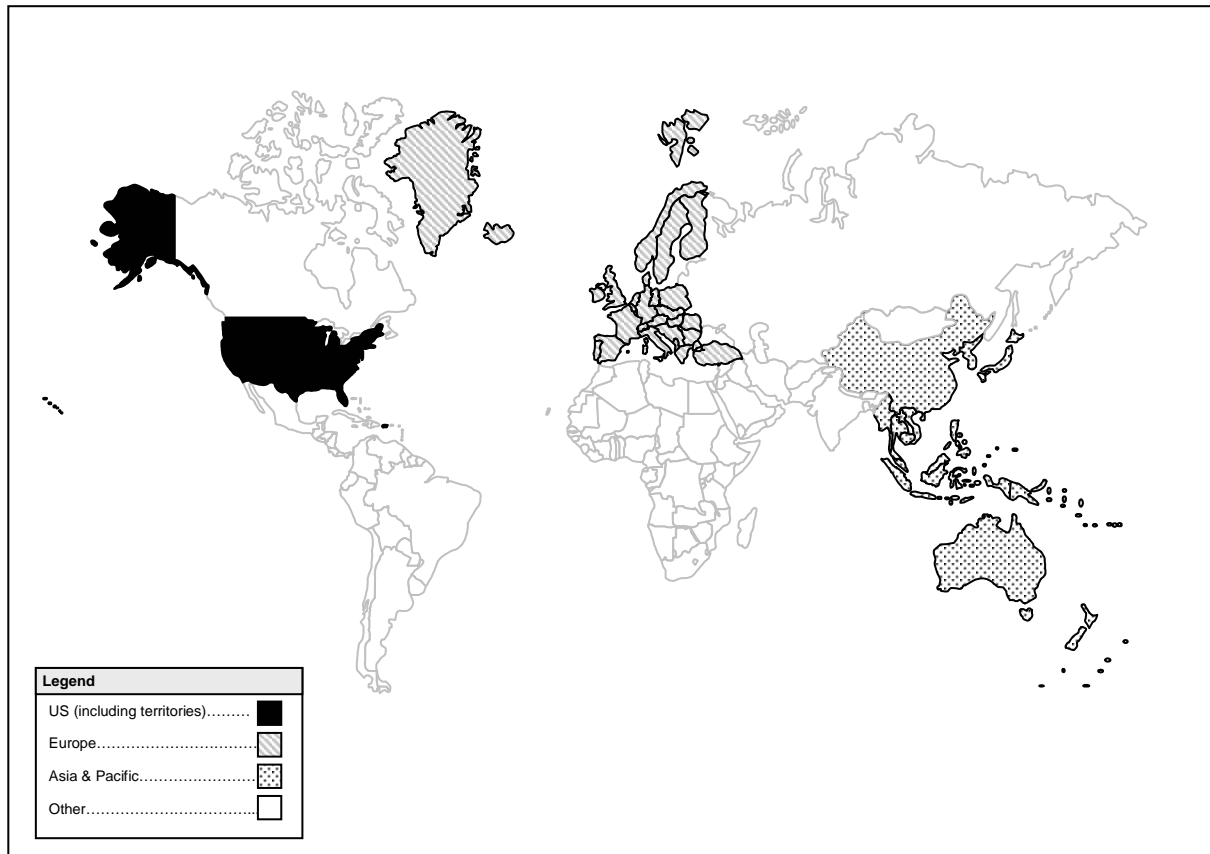 Legend
US (including territories)………
Europe……………………………
Asia & Pacific……………………
Other……………………………..